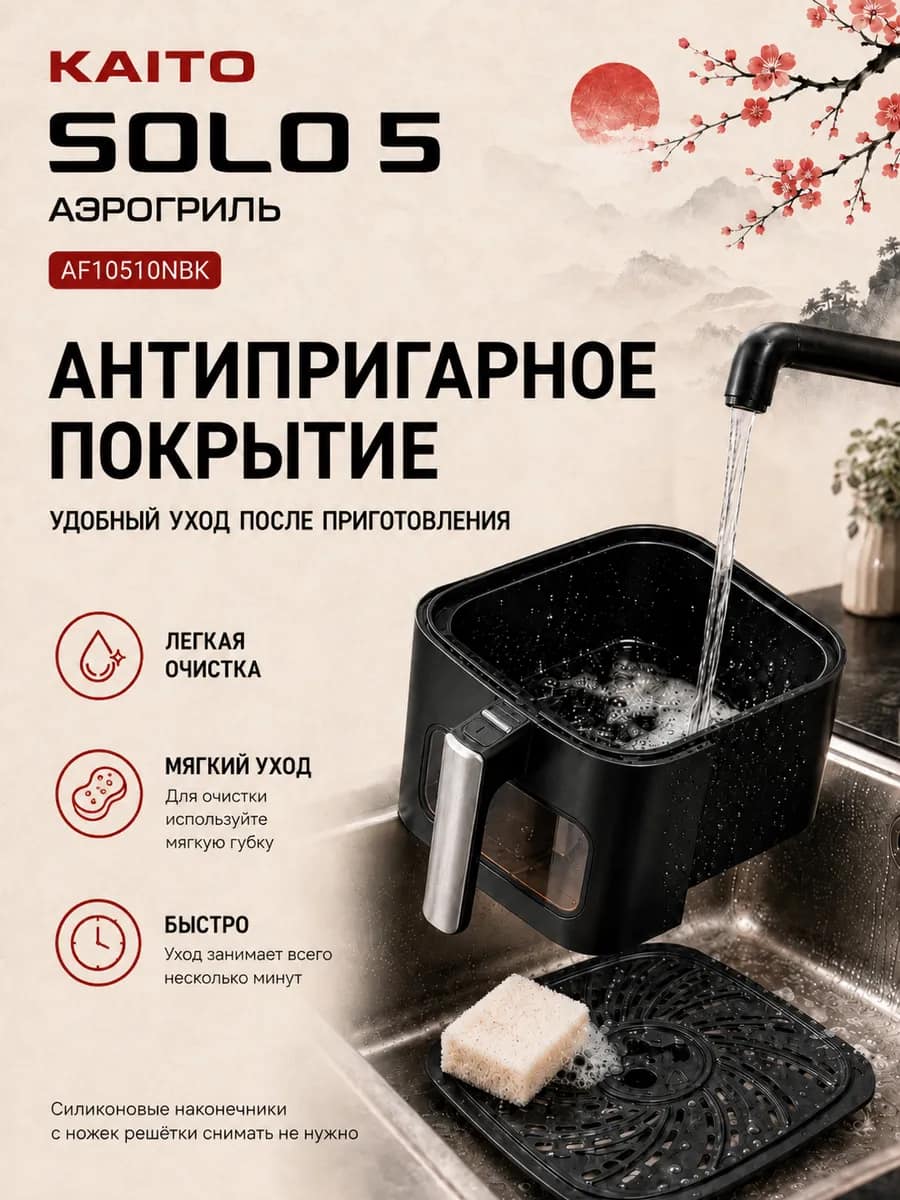 KAITO
SOLO 5
АЭРОГРИЛЬ
AF10510NBK
АНТИПРИГАРНОЕ
ПОКРЫТИЕ
УДОБНЫЙ УХОД ПОСЛЕ ПРИГОТОВЛЕНИЯ
ЛЕГКАЯ
ОЧИСТКА
МЯГКИЙ УХОД
Для очистки
используйте
мягкую губку
БЫСТРО
Уход занимает всего
несколько минут
Силиконовые наконечники
с ножек решётки снимать не нужно